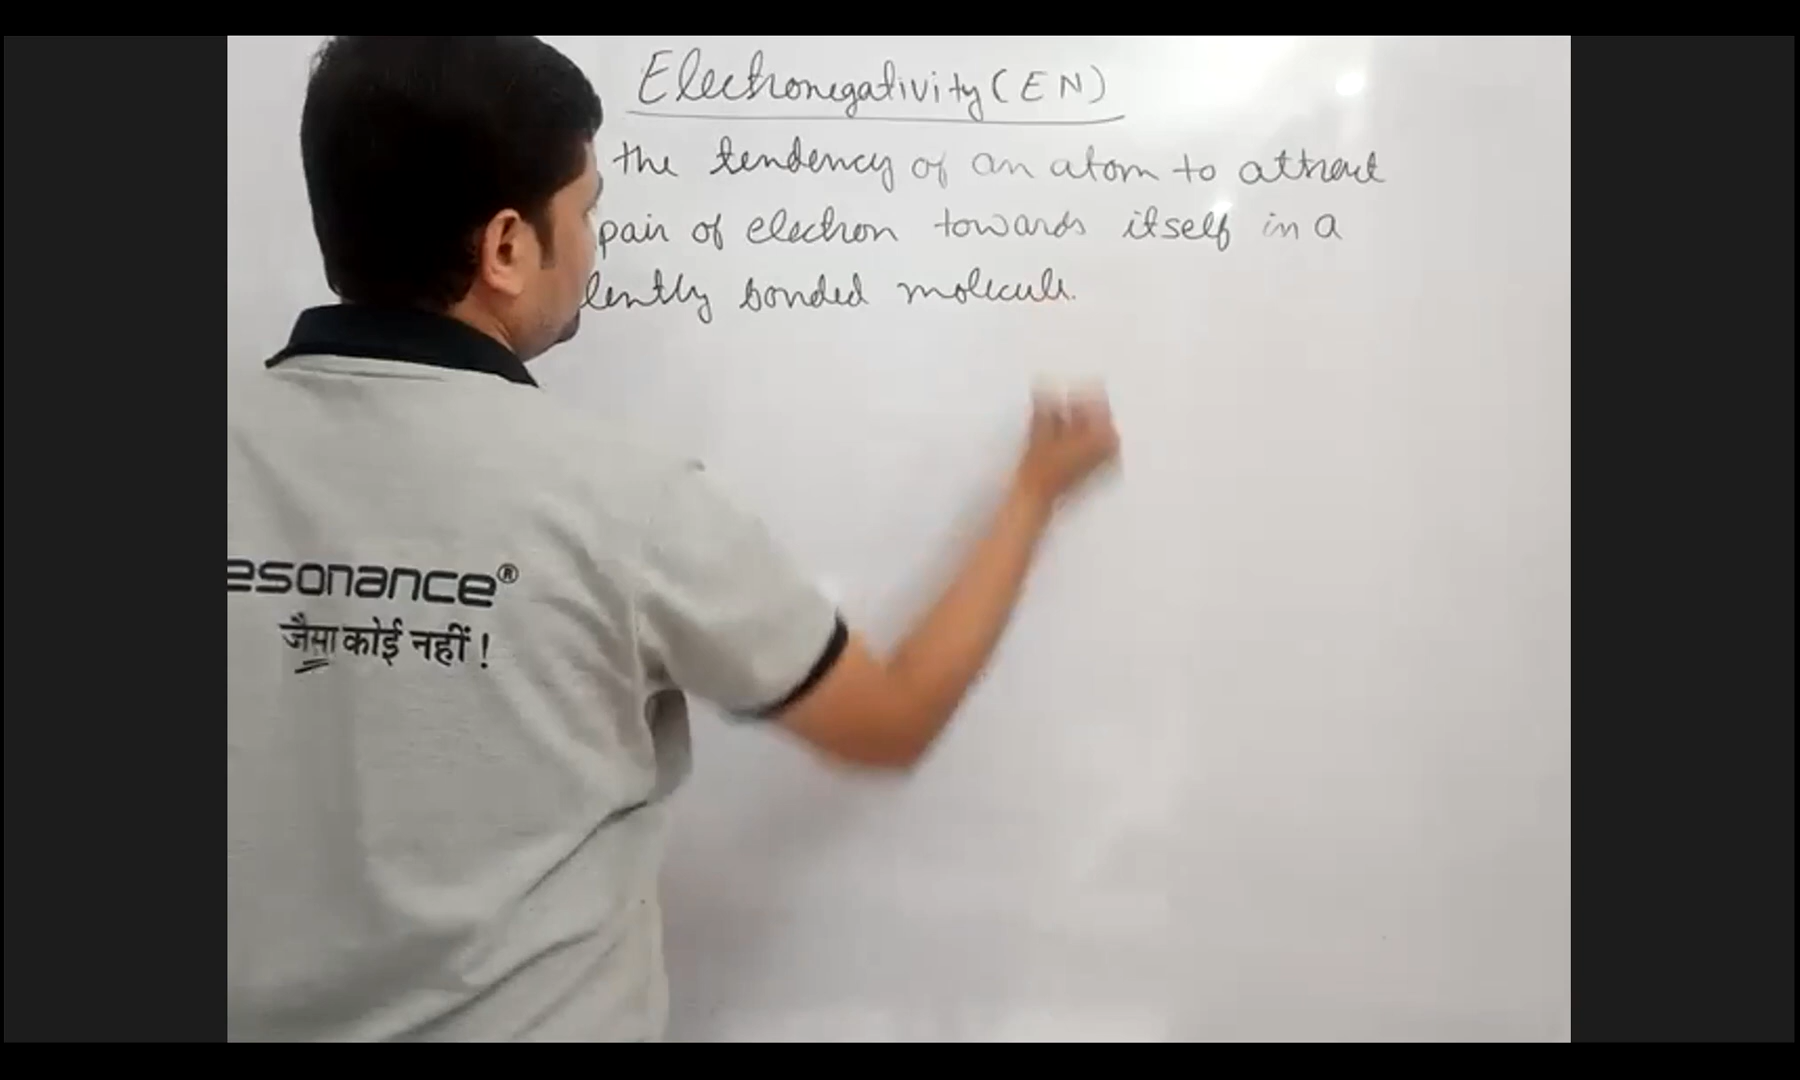 Electronegativity (EN)
the tendency of an atom to attract
pair of electron towards itself in a
lently bonded molecule.
esonance®
जैसा कोई नहीं !